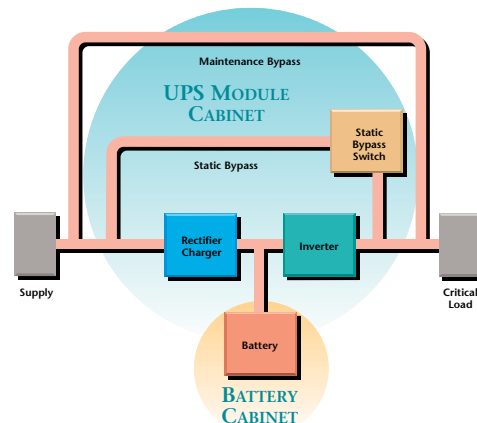 Maintenance Bypass
UPS MODULE
CABINET
Static
Bypass
Switch
Static Bypass
Rectifier
Charger
Inverter
Supply
Critical
Load
Battery
BATTERY
CABINET